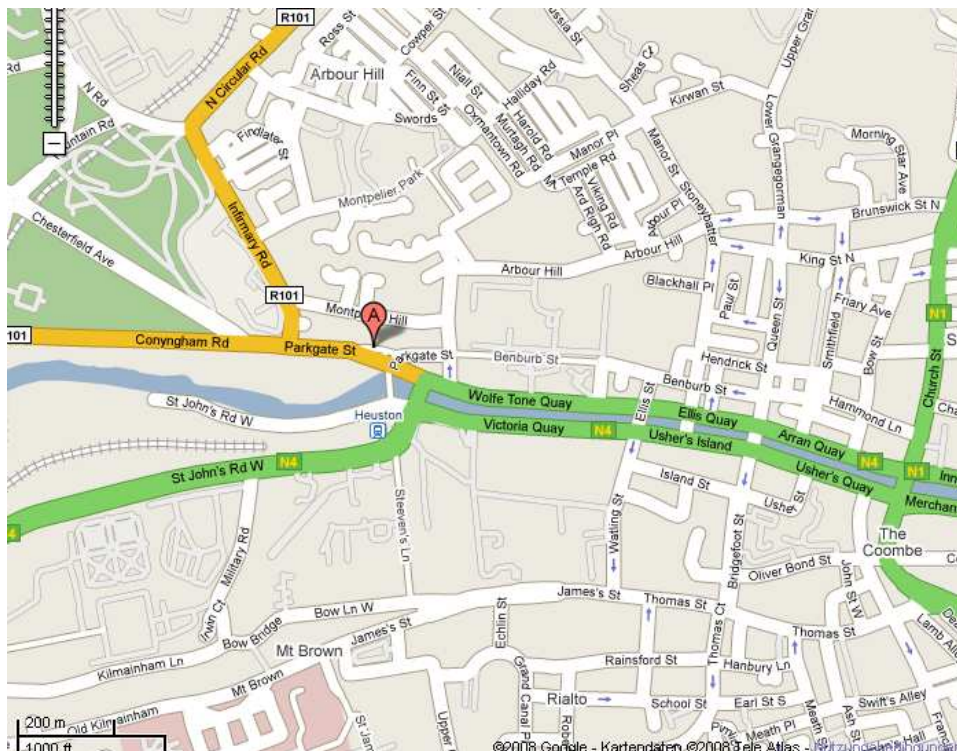 R101
Ross St
Cowper St
Sheas Ct
Arbour Hill
Niall St
Halliday Rd
Kirwan St
N Rd
N Circular Rd
Finn St
Harold Rd
Murtagh Rd
Oxmantown Rd
Swords
Findlater St
Manor Pl
Manor St
Lower Grangegorman
Morning Star Ave
Temple Rd
Viking Rd
Ard Righ Rd
Stoneybatter
Montpelier Park
Brunswick St N
Chesterfield Ave
Infirmary Rd
Arbour Hill
Arbour Hill
King St N
Blackhall Pl
Paul St
Queen St
Smithfield
Friary Ave
R101
A
N1
Church St
Bow St
101
Conyngham Rd
Parkgate St
Parkgate St
Benburb St
Hendrick St
Benburb St
Hammond Ln
St John's Rd W
Heuston
Wolfe Tone Quay
Ellis St
Ellis Quay
Arran Quay
Victoria Quay
N4
Usher's Island
Usher's Quay
N4
N1
St John's Rd W
N4
Island St
The Coombe
Steeven's Ln
Watling St
Bridgefoot St
Military Rd
Oliver Bond St
John St W
Irwin Ct
Bow Bridge
Bow Ln W
James's St
Thomas St
Thomas St
James's St
Echlin St
Thomas Ct
Kilmainham Ln
Mt Brown
Mt Brown
Rainsford St
Hanbury Ln
Rialto
School St
Earl St S
Swift's Alley
Old Kilmainham
Meath Pl
Ash St
200 m
1000 ft
©2008 Google - Kartendaten ©2008 Tele Atlas -